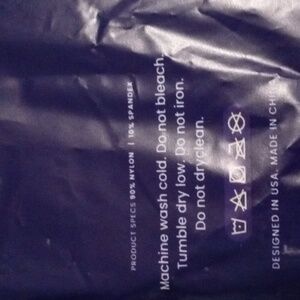 PRODUCT SPECS 90% NYLON | 10% SPANDEX
Machine wash cold. Do not bleach.
Tumble dry low. Do not iron.
Do not dryclean.
DESIGNED IN USA. MADE IN CHINA